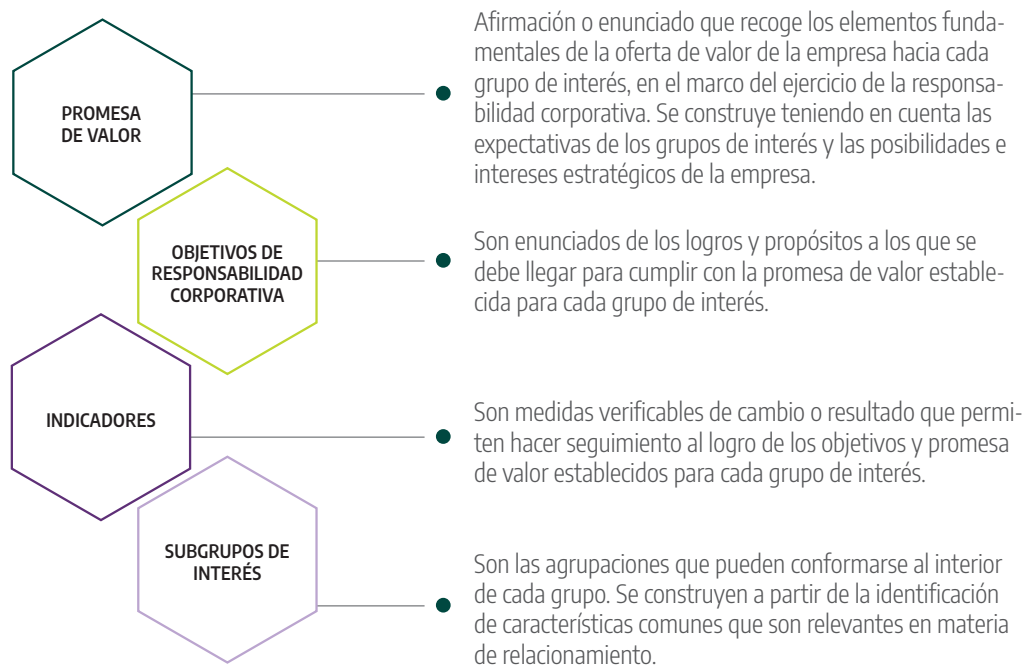 PROMESA
DE VALOR
Afirmación o enunciado que recoge los elementos funda-
mentales de la oferta de valor de la empresa hacia cada
grupo de interés, en el marco del ejercicio de la responsa-
bilidad corporativa. Se construye teniendo en cuenta las
expectativas de los grupos de interés y las posibilidades e
intereses estratégicos de la empresa.
OBJETIVOS DE
RESPONSABILIDAD
CORPORATIVA
Son enunciados de los logros y propósitos a los que se
debe llegar para cumplir con la promesa de valor estable-
cida para cada grupo de interés.
INDICADORES
Son medidas verificables de cambio o resultado que permi-
ten hacer seguimiento al logro de los objetivos y promesa
de valor establecidos para cada grupo de interés.
SUBGRUPOS DE
INTERÉS
Son las agrupaciones que pueden conformarse al interior
de cada grupo. Se construyen a partir de la identificación
de características comunes que son relevantes en materia
de relacionamiento.